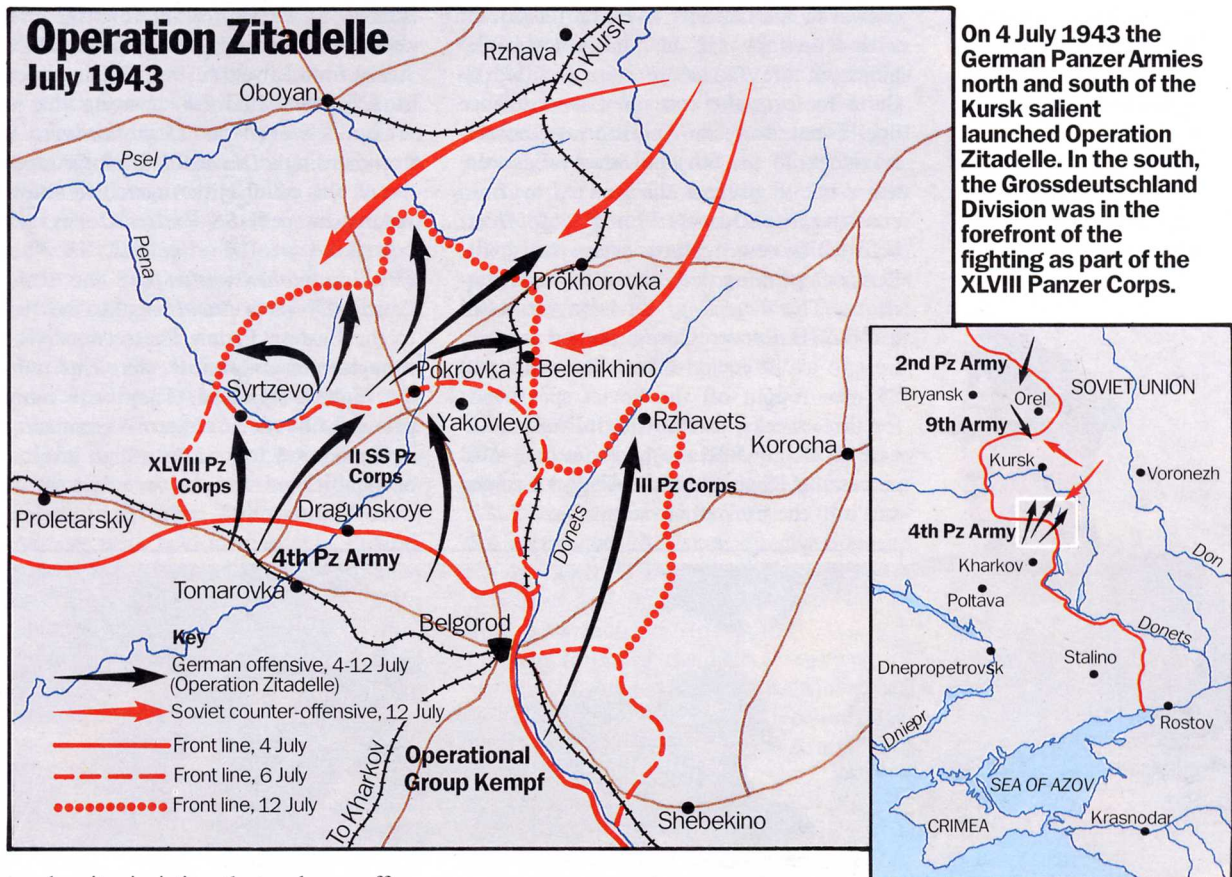 Operation Zitadelle
July 1943
Rzhava
To Kursk
Oboyan
Psel
Pena
Prokhorovka
Syrtzevo
Pokrovka
Belenikhino
Yakovlevo
Rzhavets
Korocha
XLVIII Pz
Corps
II SS Pz
Corps
III Pz Corps
Proletarskiy
Dragunskoye
Donets
4th Pz Army
Tomarovka
Belgorod
Key
German offensive, 4-12 July
(Operation Zitadelle)
Soviet counter-offensive, 12 July
Front line, 4 July
Front line, 6 July
Front line, 12 July
To Kharkov
Operational
Group Kempf
Shebekino
On 4 July 1943 the
German Panzer Armies
north and south of the
Kursk salient
launched Operation
Zitadelle. In the south,
the Grossdeutschland
Division was in the
forefront of the
fighting as part of the
XLVIII Panzer Corps.
2nd Pz Army
SOVIET UNION
Bryansk
Orel
9th Army
Kursk
Voronezh
4th Pz Army
Kharkov
Don
Poltava
Donets
Dnepropetrovsk
Stalino
Dniepr
Rostov
SEA OF AZOV
CRIMEA
Krasnodar